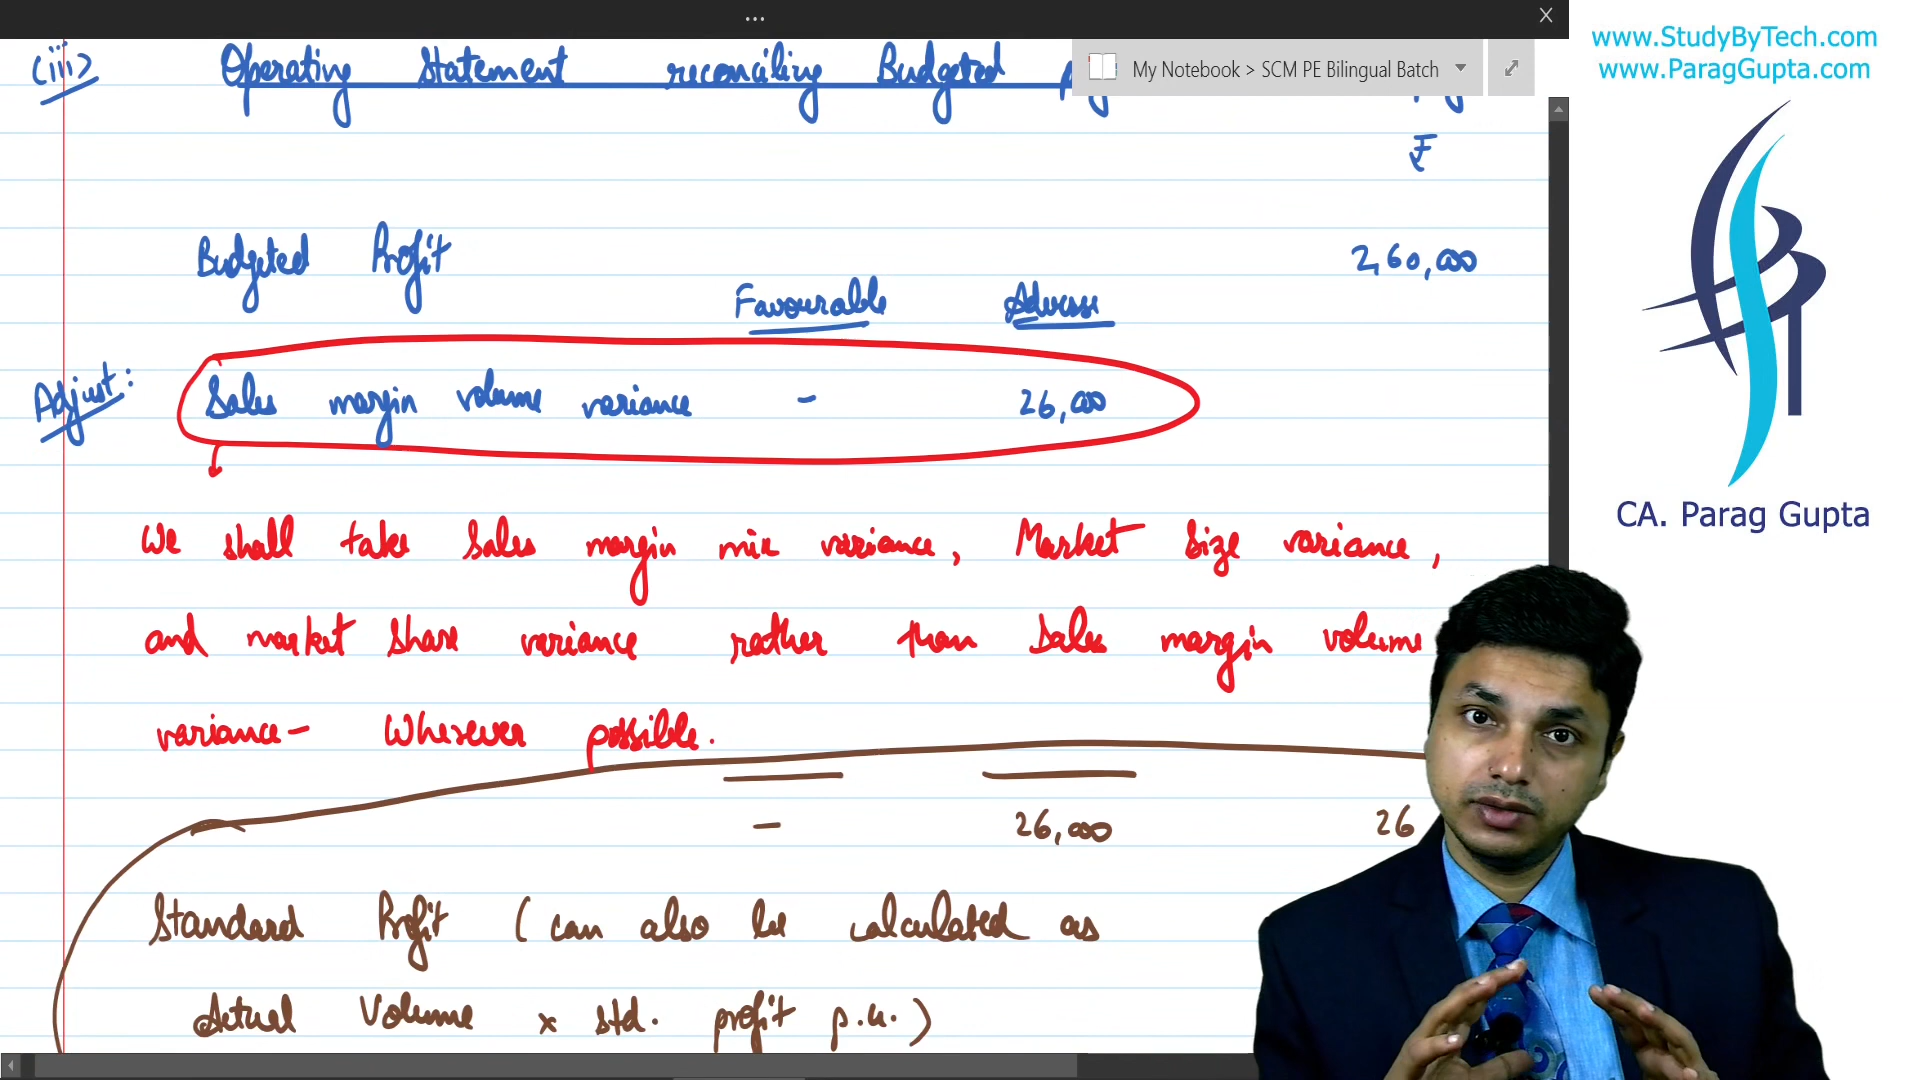 ...
X
www.StudyByTech.com
www.ParagGupta.com
My Notebook > SCM PE Bilingual Batch
(iii) Operating Statement reconciling Budgeted
₹
Budgeted Profit 2,60,000
Favourable Adverse
Adjust: Sales margin volume variance - 26,000
We shall take Sales margin mix variance, Market Size variance,
and market share variance rather than Sales margin volume
variance - Wherever possible.
- 26,000 26
Standard Profit (can also be calculated as
Actual Volume x std. profit p.u.)
CA. Parag Gupta